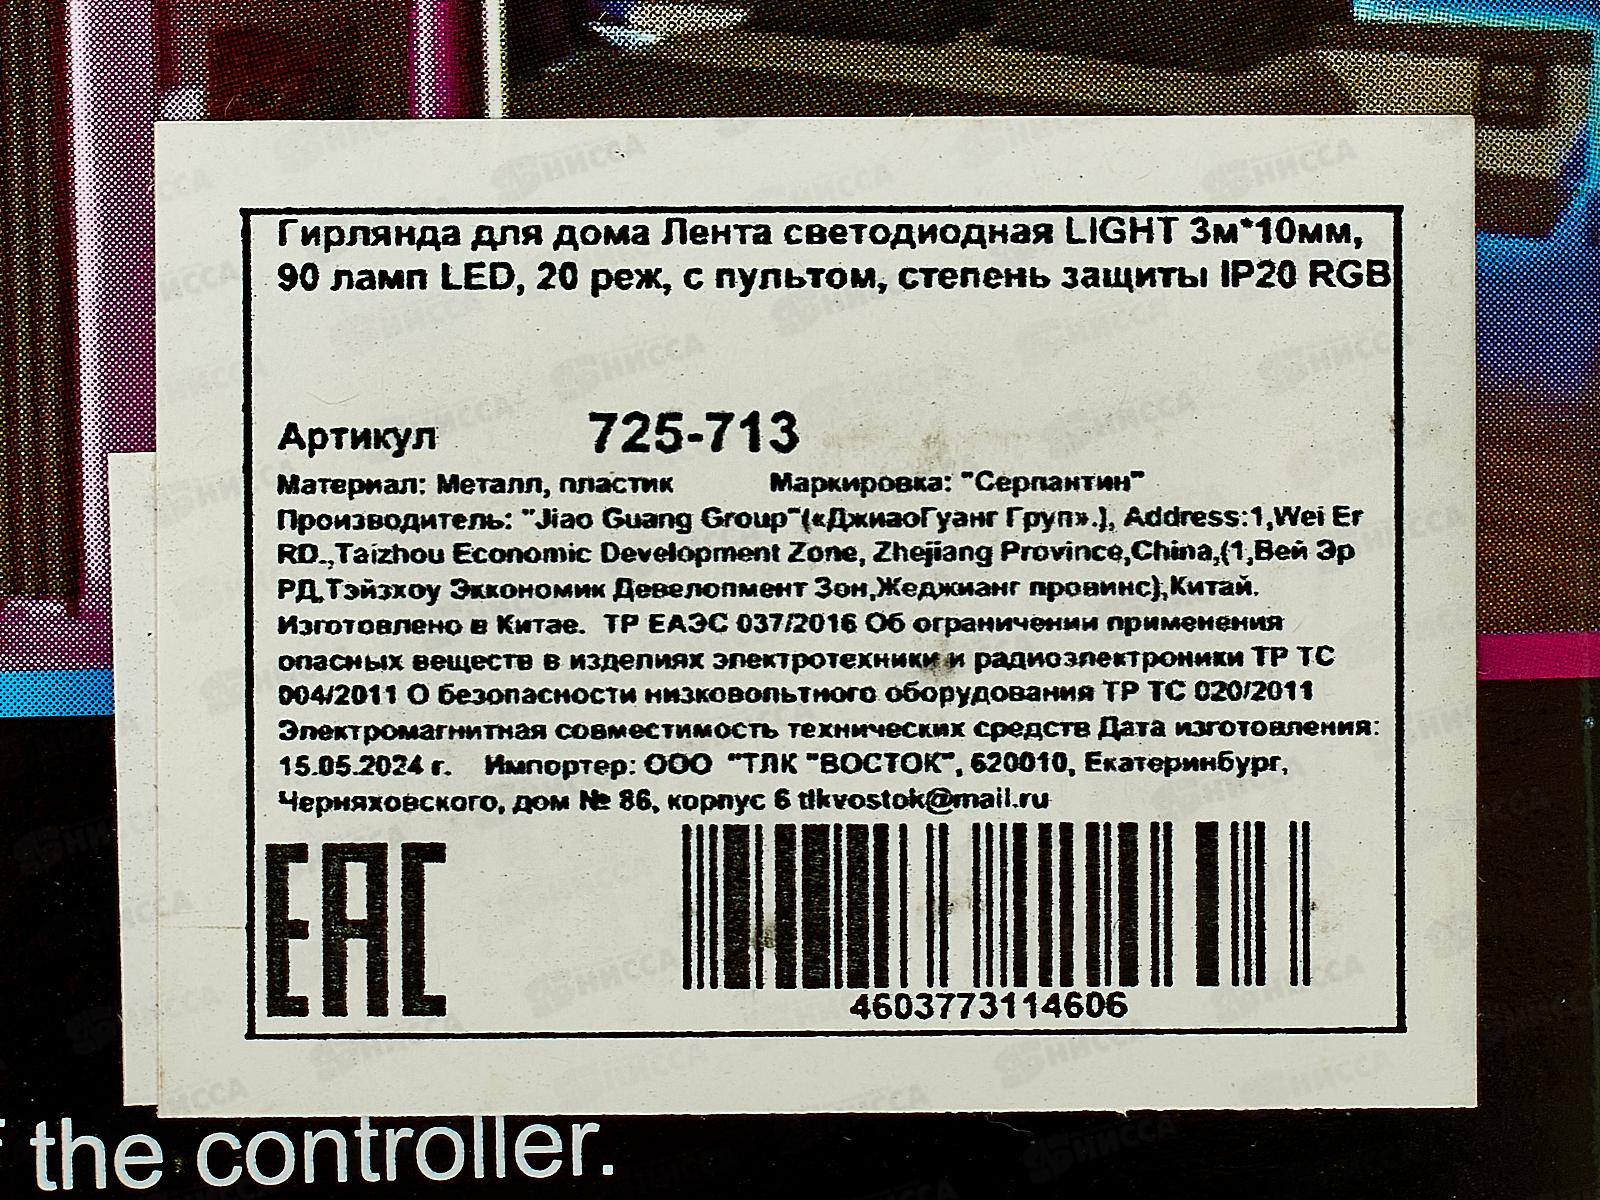 Гирлянда для дома Лента светодиодная LIGHT 3м*10мм,
90 ламп LED, 20 реж, с пультом, степень защиты IP20 RGB
Артикул 725-713
Материал: Металл, пластик Маркировка: "Серпантин"
Производитель: "Jiao Guang Group"(«ДжиаоГуанг Груп».), Address:1,Wei Er
RD.,Taizhou Economic Development Zone, Zhejiang Province,China,(1,Вей Эр
РД,Тэйзхоу Эккономик Девелопмент Зон,Жеджианг провинс),Китай.
Изготовлено в Китае. ТР ЕАЭС 037/2016 Об ограничении применения
опасных веществ в изделиях электротехники и радиоэлектроники ТР ТС
004/2011 О безопасности низковольтного оборудования ТР ТС 020/2011
Электромагнитная совместимость технических средств Дата изготовления:
15.05.2024 г. Импортер: ООО "ТЛК "ВОСТОК", 620010, Екатеринбург,
Черняховского, дом № 86, корпус 6 tlkvostok@mail.ru
EAC
4603773114606
the controller.